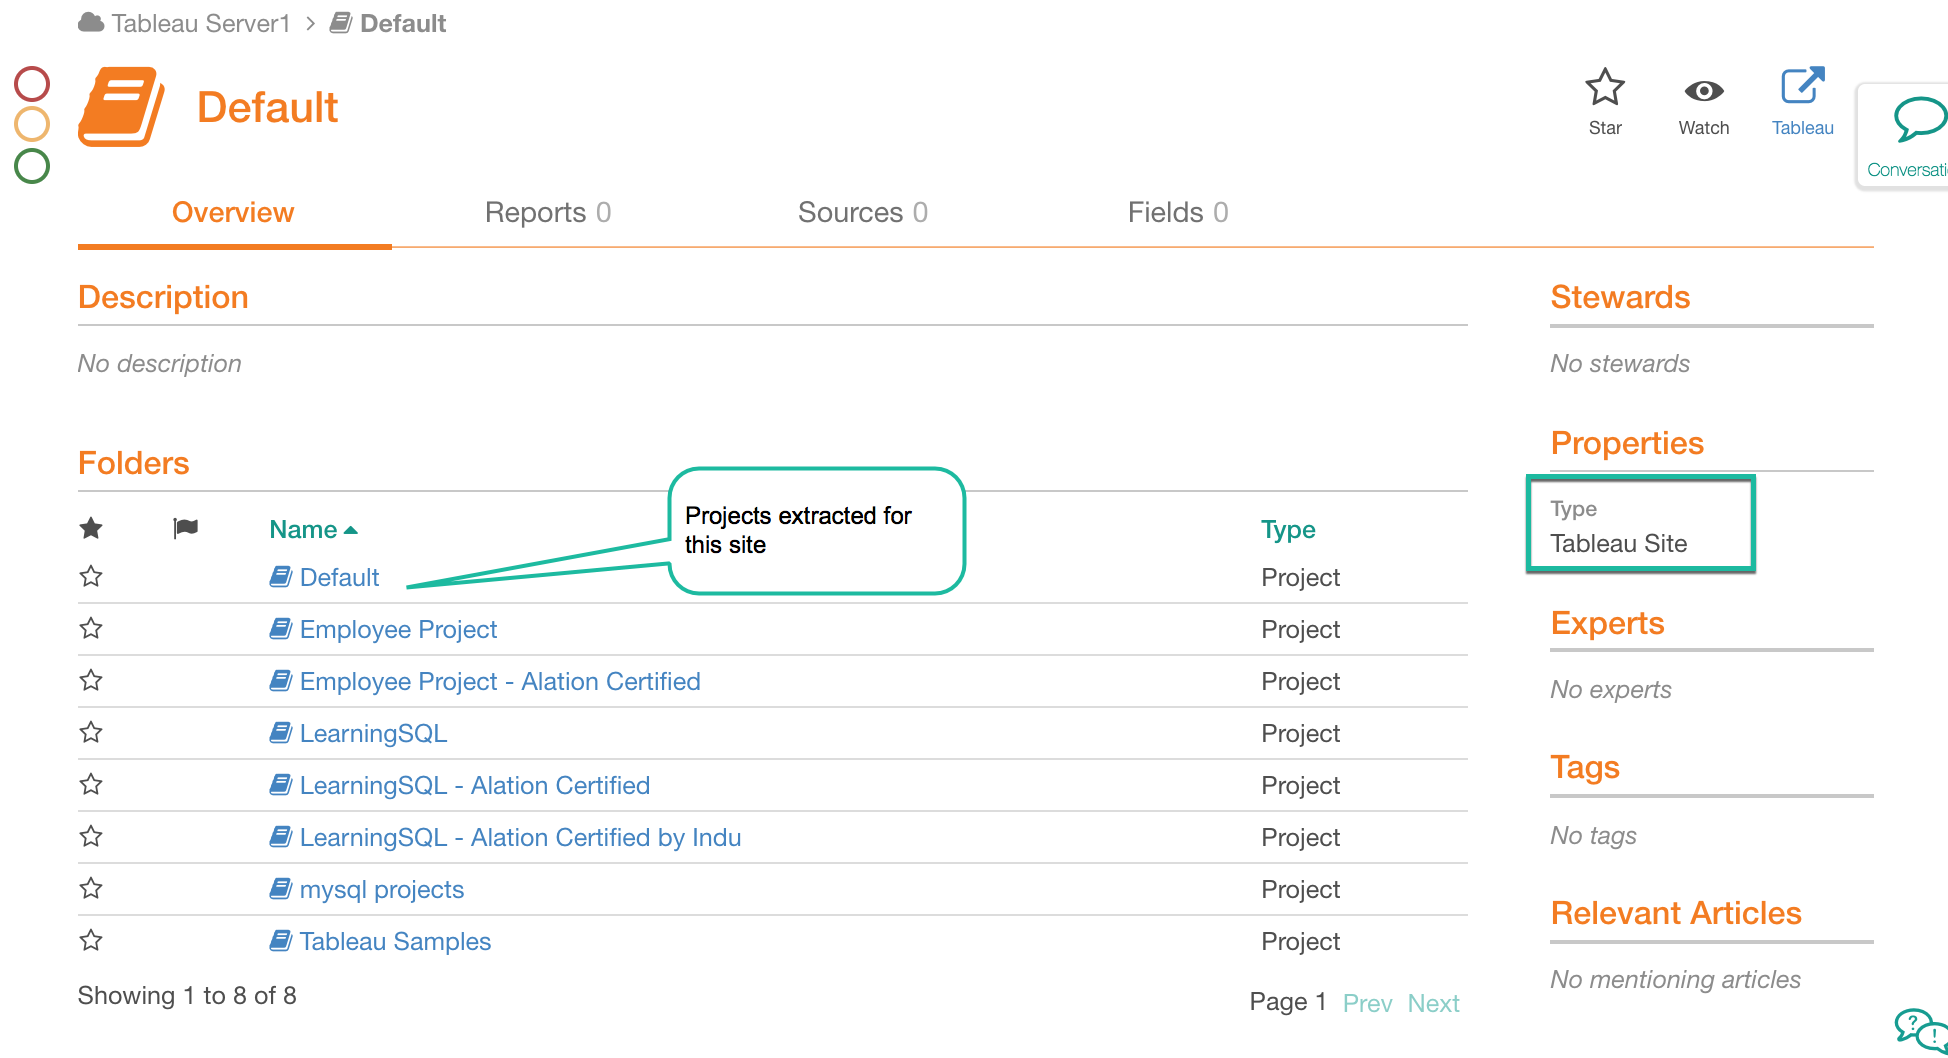 Tableau Server1 > Default
Default
Star
Watch
Tableau
Conversati
Overview
Reports 0
Sources 0
Fields 0
Description
No description
Folders
Name
Type
Projects extracted for
this site
Default Project
Employee Project Project
Employee Project - Alation Certified Project
LearningSQL Project
LearningSQL - Alation Certified Project
LearningSQL - Alation Certified by Indu Project
mysql projects Project
Tableau Samples Project
Showing 1 to 8 of 8
Page 1 Prev Next
Stewards
No stewards
Properties
Type
Tableau Site
Experts
No experts
Tags
No tags
Relevant Articles
No mentioning articles
? !